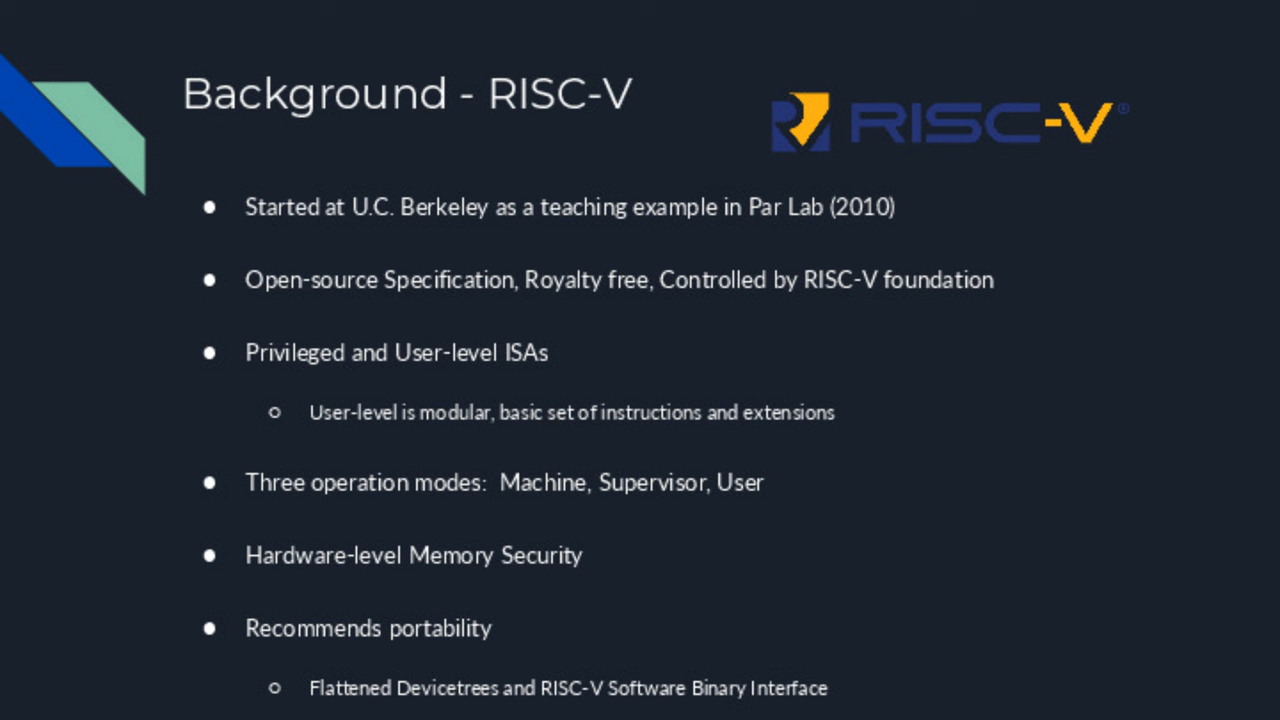 Background - RISC-V
RISC-V®
Started at U.C. Berkeley as a teaching example in Par Lab (2010)
Open-source Specification, Royalty free, Controlled by RISC-V foundation
Privileged and User-level ISAs
User-level is modular, basic set of instructions and extensions
Three operation modes: Machine, Supervisor, User
Hardware-level Memory Security
Recommends portability
Flattened Devicetrees and RISC-V Software Binary Interface